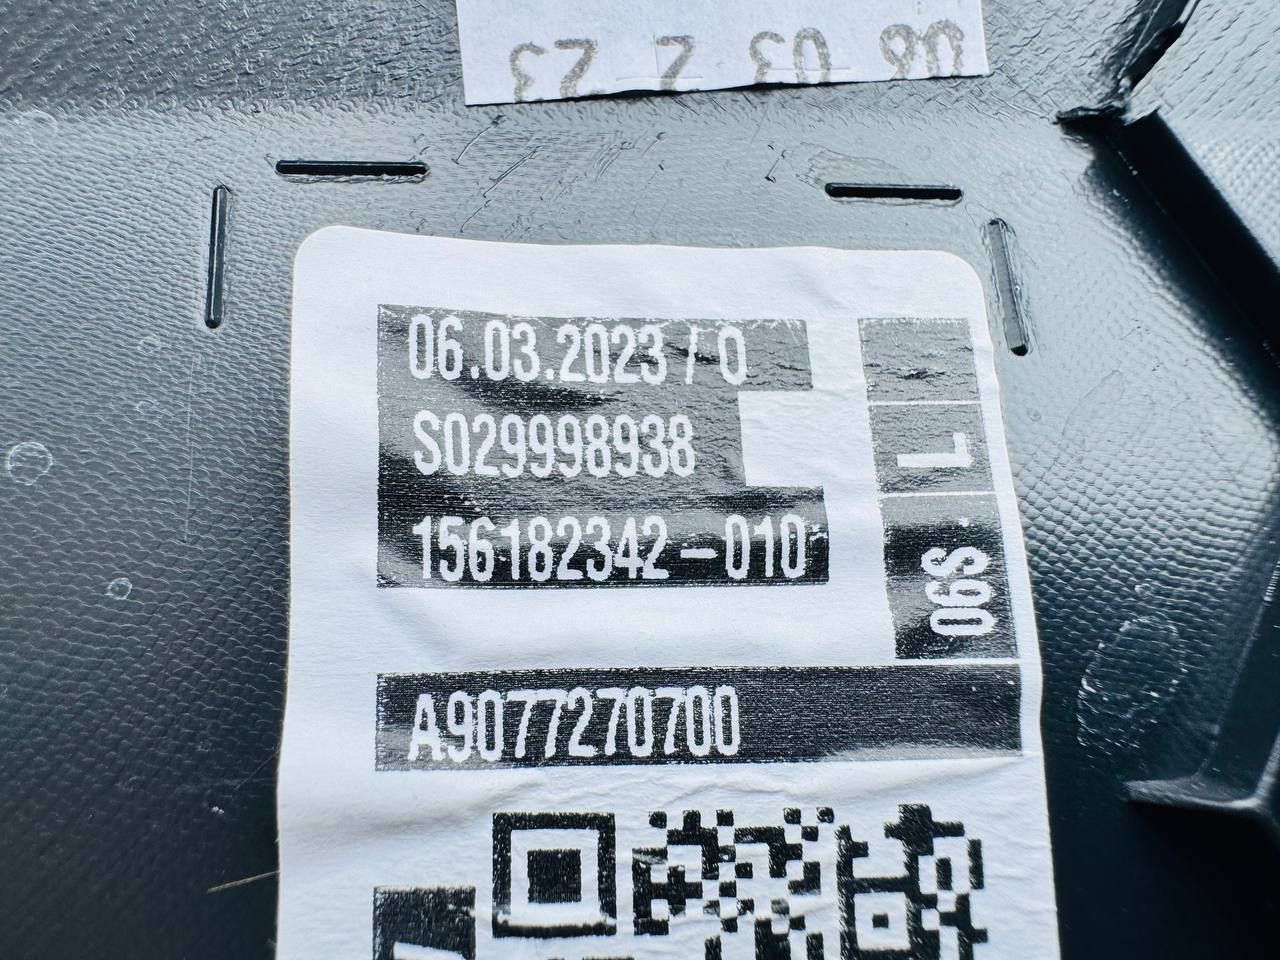 06 03 2 23
06.03.2023 / 0
S029998938
156182342-010
L
06S.
A9077270700